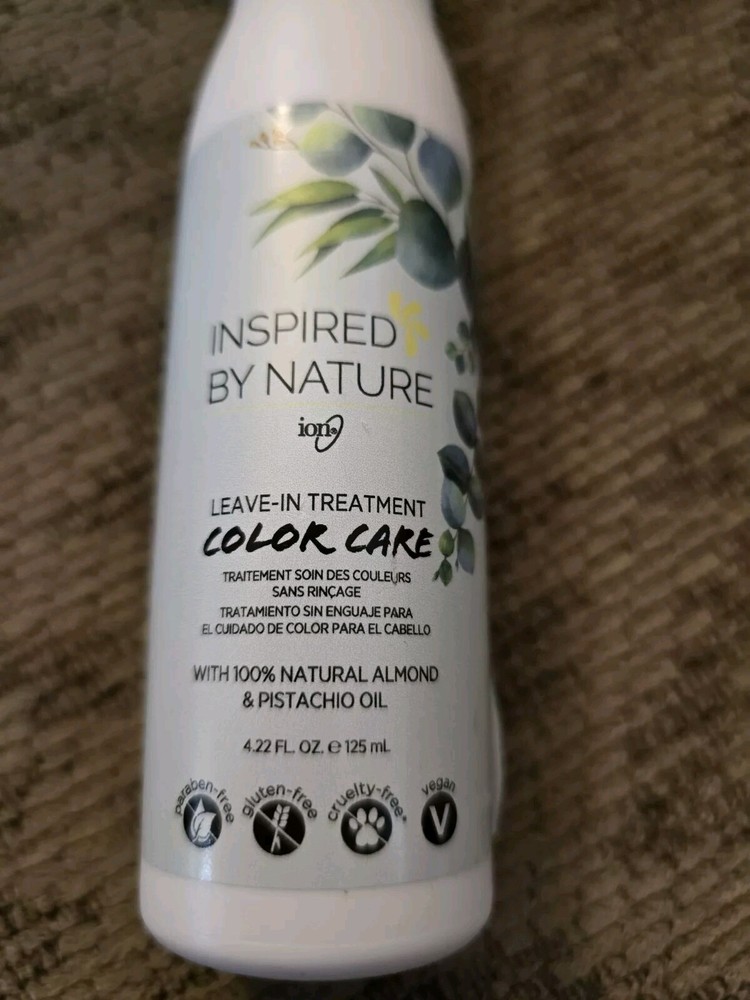 INSPIRED
BY NATURE
ion®
LEAVE-IN TREATMENT
COLOR CARE
TRAITEMENT SOIN DES COULEURS
SANS RINÇAGE
TRATAMIENTO SIN ENGUAJE PARA
EL CUIDADO DE COLOR PARA EL CABELLO
WITH 100% NATURAL ALMOND
& PISTACHIO OIL
4.22 FL. OZ. ℮ 125 mL
paraben-free gluten-free cruelty-free* vegan
V